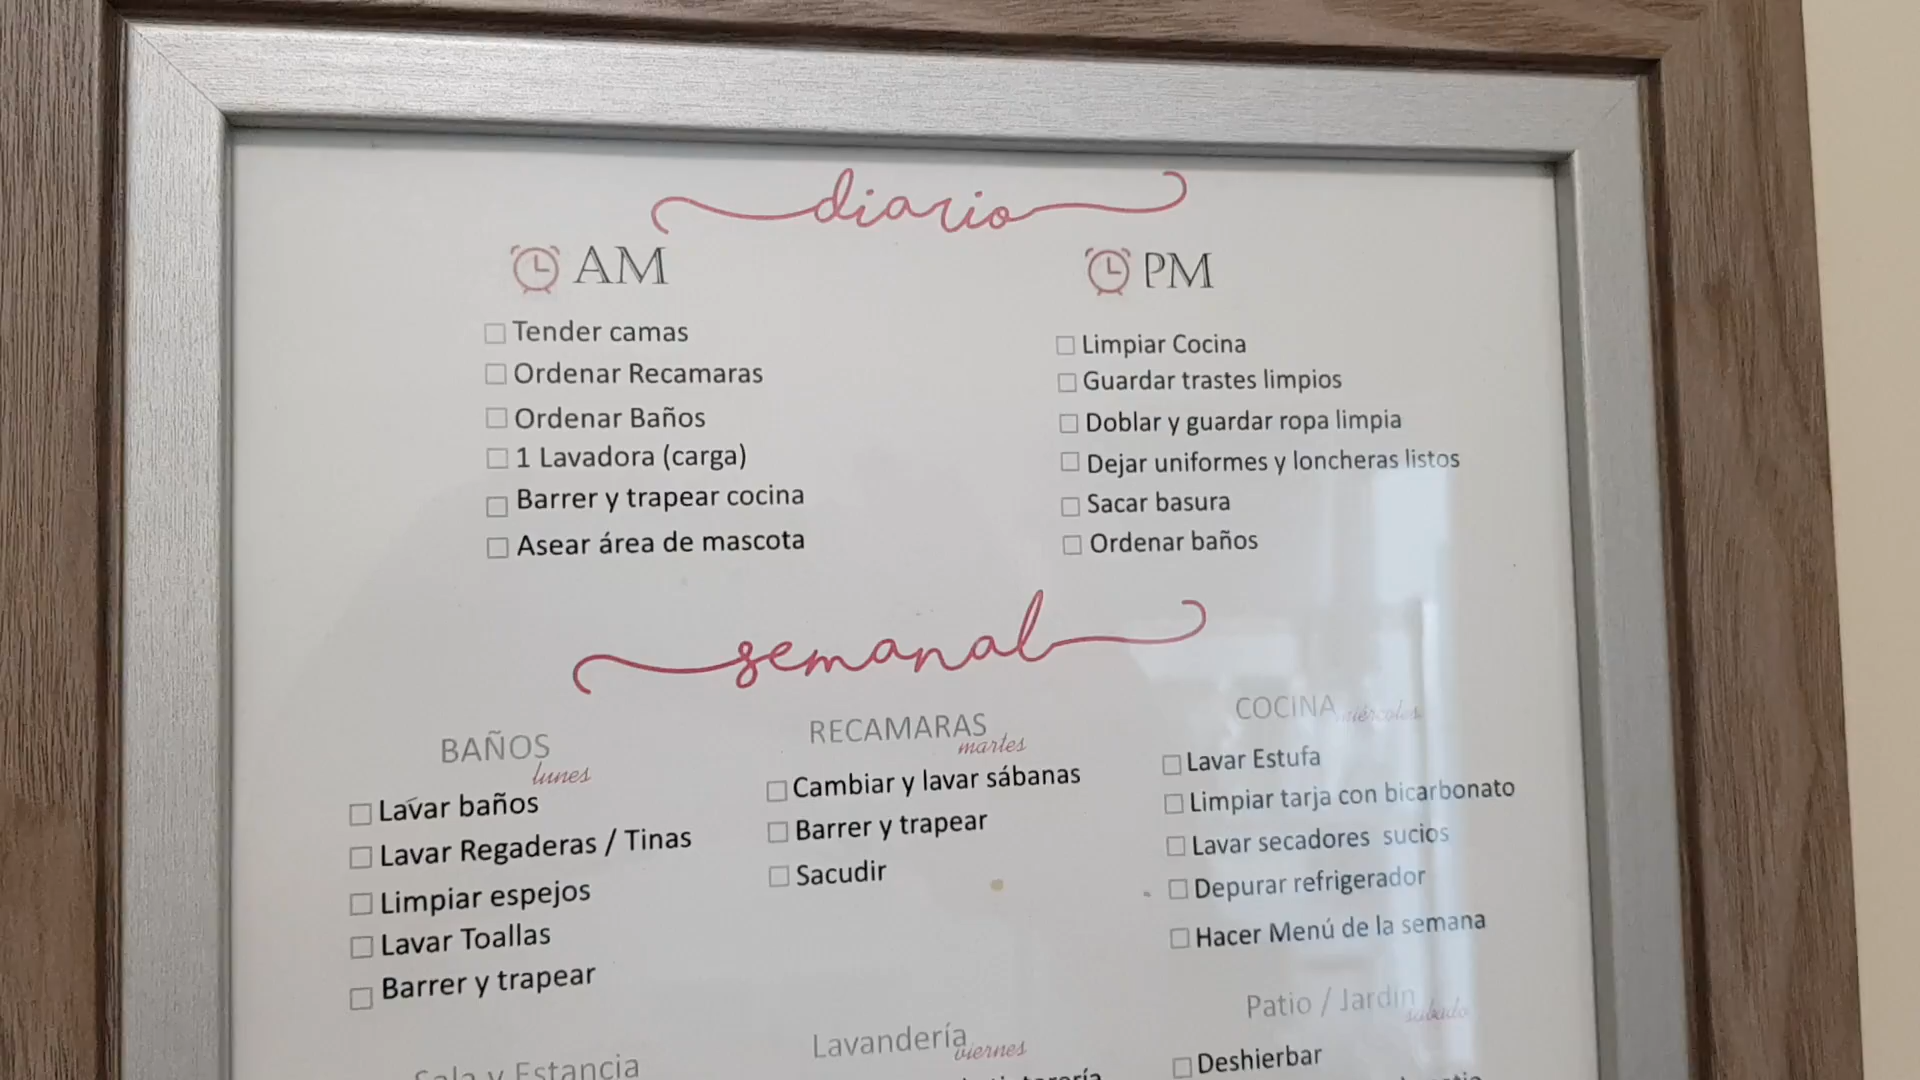 diario
AM
Tender camas
Ordenar Recamaras
Ordenar Baños
1 Lavadora (carga)
Barrer y trapear cocina
Asear área de mascota
PM
Limpiar Cocina
Guardar trastes limpios
Doblar y guardar ropa limpia
Dejar uniformes y loncheras listos
Sacar basura
Ordenar baños
semanal
BAÑOS
lunes
Lavar baños
Lavar Regaderas / Tinas
Limpiar espejos
Lavar Toallas
Barrer y trapear
RECAMARAS
martes
Cambiar y lavar sábanas
Barrer y trapear
Sacudir
COCINA miércoles
Lavar Estufa
Limpiar tarja con bicarbonato
Lavar secadores sucios
Depurar refrigerador
Hacer Menú de la semana
Sala y Estancia
Lavandería
viernes
Patio / Jardín
sábado
Deshierbar